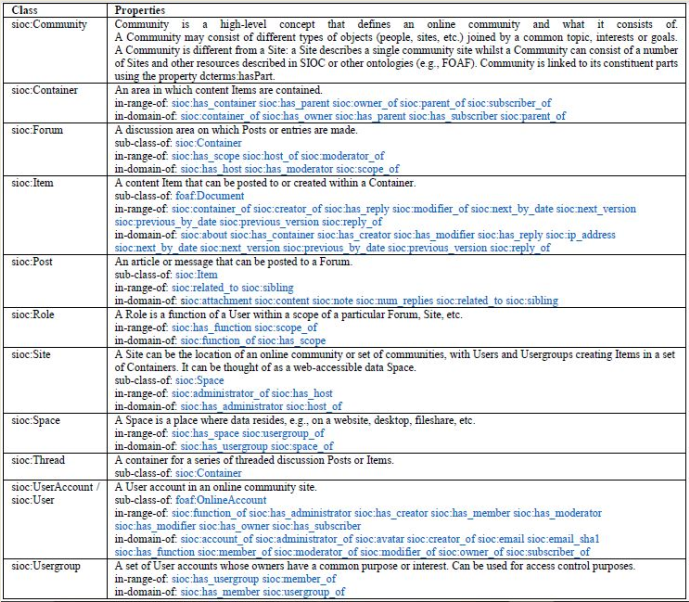 Class Properties
sioc:Community Community is a high-level concept that defines an online community and what it consists of.
A Community may consist of different types of objects (people, sites, etc.) joined by a common topic, interests or goals.
A Community is different from a Site: a Site describes a single community site whilst a Community can consist of a number
of Sites and other resources described in SIOC or other ontologies (e.g., FOAF). Community is linked to its constituent parts
using the property dcterms:hasPart.
sioc:Container An area in which content Items are contained.
in-range-of: sioc:has_container sioc:has_parent sioc:owner_of sioc:parent_of sioc:subscriber_of
in-domain-of: sioc:container_of sioc:has_owner sioc:has_parent sioc:has_subscriber sioc:parent_of
sioc:Forum A discussion area on which Posts or entries are made.
sub-class-of: sioc:Container
in-range-of: sioc:has_scope sioc:host_of sioc:moderator_of
in-domain-of: sioc:has_host sioc:has_moderator sioc:scope_of
sioc:Item A content Item that can be posted to or created within a Container.
sub-class-of: foaf:Document
in-range-of: sioc:container_of sioc:creator_of sioc:has_reply sioc:modifier_of sioc:next_by_date sioc:next_version
sioc:previous_by_date sioc:previous_version sioc:reply_of
in-domain-of: sioc:about sioc:has_container sioc:has_creator sioc:has_modifier sioc:has_reply sioc:ip_address
sioc:next_by_date sioc:next_version sioc:previous_by_date sioc:previous_version sioc:reply_of
sioc:Post An article or message that can be posted to a Forum.
sub-class-of: sioc:Item
in-range-of: sioc:related_to sioc:sibling
in-domain-of: sioc:attachment sioc:content sioc:note sioc:num_replies sioc:related_to sioc:sibling
sioc:Role A Role is a function of a User within a scope of a particular Forum, Site, etc.
in-range-of: sioc:has_function sioc:scope_of
in-domain-of: sioc:function_of sioc:has_scope
sioc:Site A Site can be the location of an online community or set of communities, with Users and Usergroups creating Items in a set
of Containers. It can be thought of as a web-accessible data Space.
sub-class-of: sioc:Space
in-range-of: sioc:administrator_of sioc:has_host
in-domain-of: sioc:has_administrator sioc:host_of
sioc:Space A Space is a place where data resides, e.g., on a website, desktop, fileshare, etc.
in-range-of: sioc:has_space sioc:usergroup_of
in-domain-of: sioc:has_usergroup sioc:space_of
sioc:Thread A container for a series of threaded discussion Posts or Items.
sub-class-of: sioc:Container
sioc:UserAccount / A User account in an online community site.
sioc:User sub-class-of: foaf:OnlineAccount
in-range-of: sioc:function_of sioc:has_administrator sioc:has_creator sioc:has_member sioc:has_moderator
sioc:has_modifier sioc:has_owner sioc:has_subscriber
in-domain-of: sioc:account_of sioc:administrator_of sioc:avatar sioc:creator_of sioc:email sioc:email_sha1
sioc:has_function sioc:member_of sioc:moderator_of sioc:modifier_of sioc:owner_of sioc:subscriber_of
sioc:Usergroup A set of User accounts whose owners have a common purpose or interest. Can be used for access control purposes.
in-range-of: sioc:has_usergroup sioc:member_of
in-domain-of: sioc:has_member sioc:usergroup_of